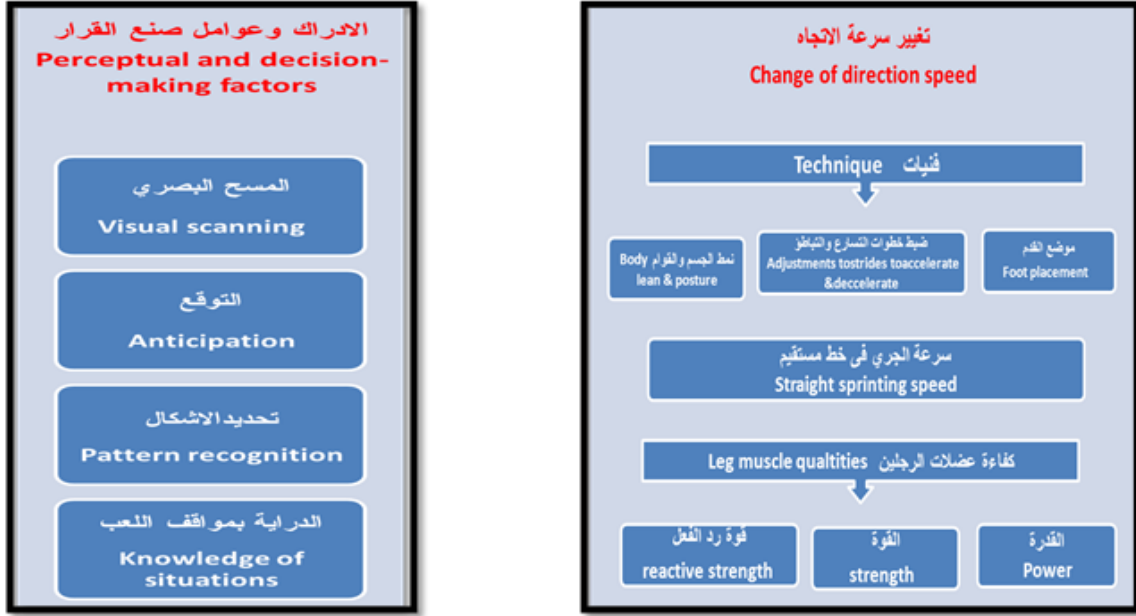 الادراك وعوامل صنع القرار
Perceptual and decision-
making factors
المسح البصري
Visual scanning
التوقع
Anticipation
تحديد الاشكال
Pattern recognition
الدراية بمواقف اللعب
Knowledge of
situations
تغيير سرعة الاتجاه
Change of direction speed
فنيات Technique
نمط الجسم والقوام Body
lean & posture
ضبط خطوات التسارع والتباطؤ
Adjustments tostrides toaccelerate
&deccelerate
موضع القدم
Foot placement
سرعة الجري في خط مستقيم
Straight sprinting speed
كفاءة عضلات الرجلين Leg muscle qualtities
قوة رد الفعل
reactive strength
القوة
strength
القدرة
Power